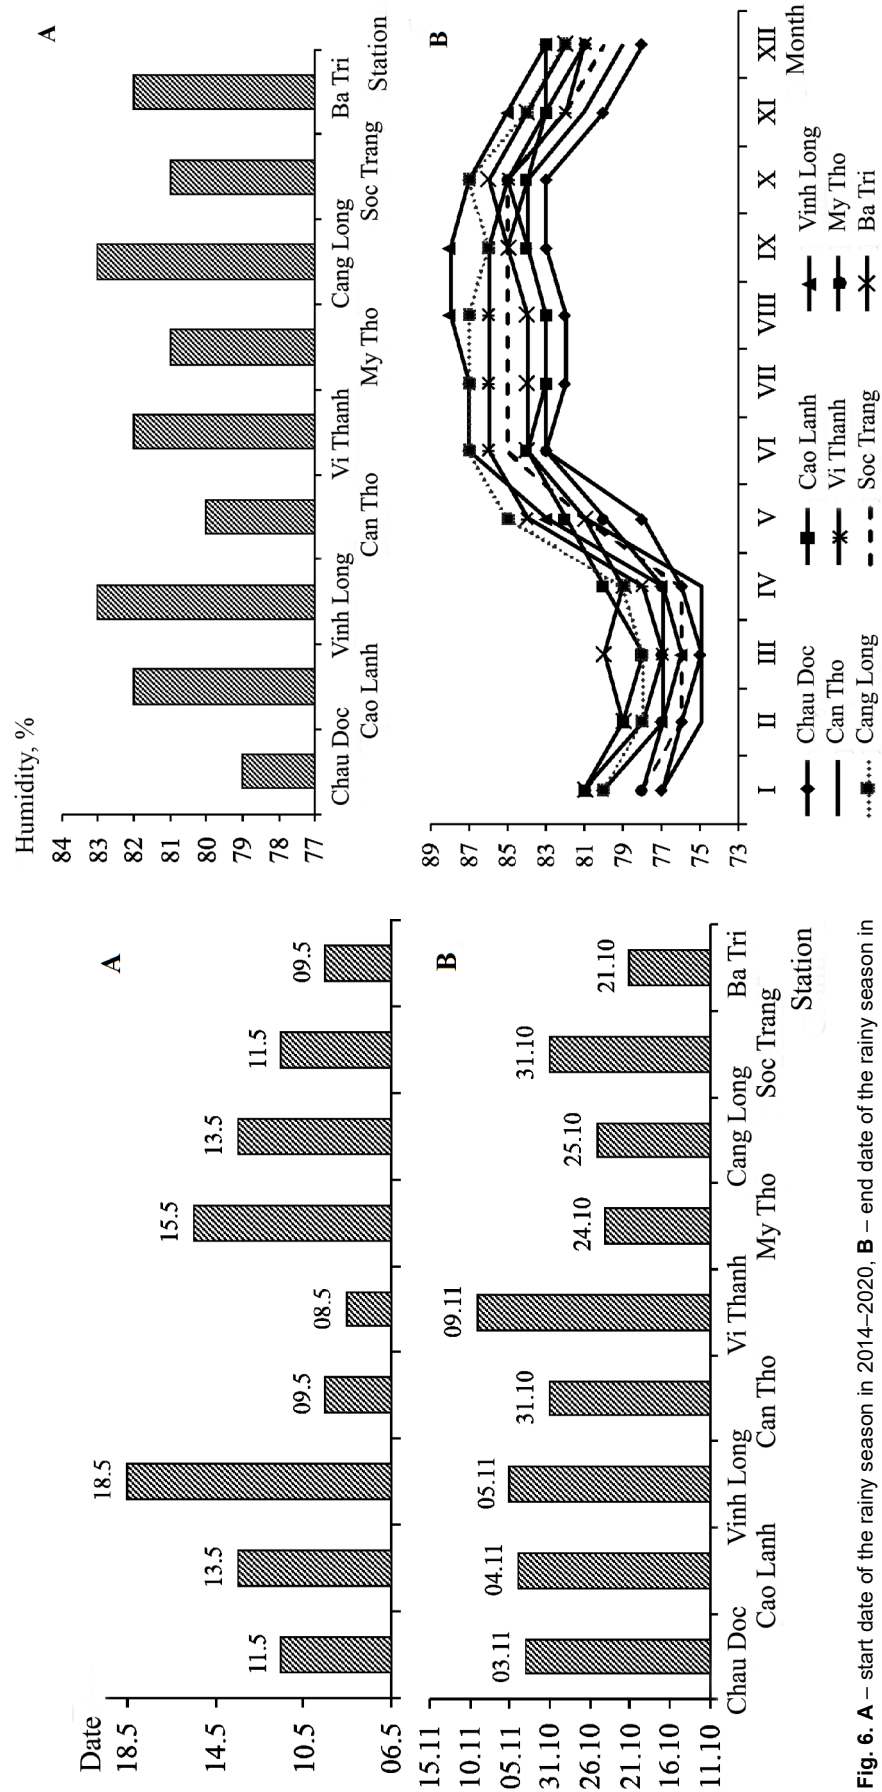 Date
A
18.5
14.5
10.5
06.5
11.5
13.5
18.5
09.5
08.5
15.5
13.5
11.5
09.5
B
15.11
10.11
05.11
31.10
26.10
21.10
16.10
11.10
03.11
04.11
05.11
31.10
09.11
24.10
25.10
31.10
21.10
Chau Doc
Cao Lanh
Vinh Long
Can Tho
Vi Thanh
My Tho
Cang Long
Soc Trang
Ba Tri
Station
Fig. 6. A – start date of the rainy season in 2014–2020, B – end date of the rainy season in
Humidity, %
A
84
83
82
81
80
79
78
77
Chau Doc
Cao Lanh
Vinh Long
Can Tho
Vi Thanh
My Tho
Cang Long
Soc Trang
Ba Tri
Station
B
89
87
85
83
81
79
77
75
73
I II III IV V VI VII VIII IX X XI XII
Month
Chau Doc Cao Lanh Vinh Long
Can Tho Vi Thanh My Tho
Cang Long Soc Trang Ba Tri